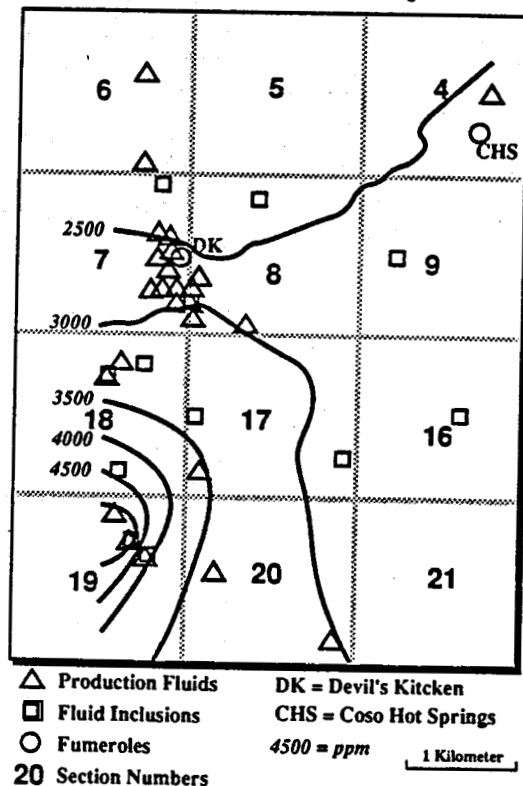 6 5 4
CHS
2500
DK
7 8 9
3000
3500
18 17 16
4000
4500
19 20 21
Production Fluids DK = Devil's Kitcken
Fluid Inclusions CHS = Coso Hot Springs
Fumeroles 4500 = ppm
1 Kilometer
20 Section Numbers